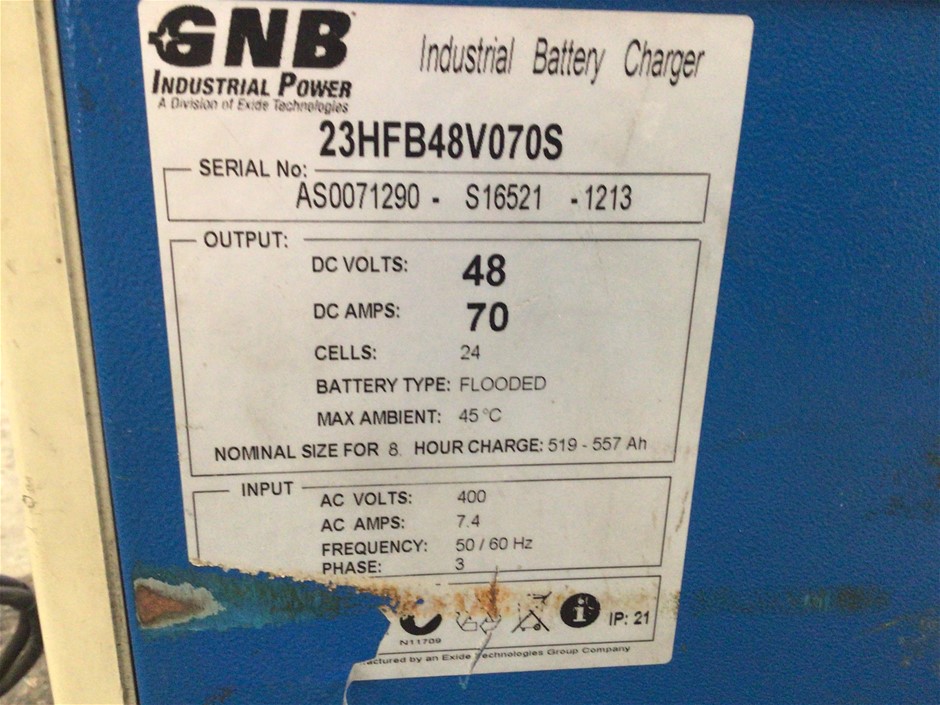 GNB
INDUSTRIAL POWER
A Division of Exide Technologies
Industrial Battery Charger
23HFB48V070S
SERIAL No:
AS0071290 - S16521 - 1213
OUTPUT:
DC VOLTS: 48
DC AMPS: 70
CELLS: 24
BATTERY TYPE: FLOODED
MAX AMBIENT: 45 °C
NOMINAL SIZE FOR 8. HOUR CHARGE: 519 - 557 Ah
INPUT
AC VOLTS: 400
AC AMPS: 7.4
FREQUENCY: 50 / 60 Hz
PHASE: 3
i IP: 21
N11709
by an Exide Technologies Group Company